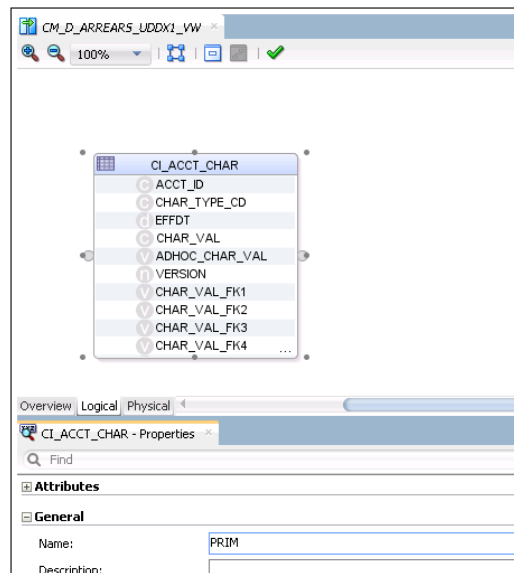 CM_D_ARREARS_UDDX1_VW
100%
CI_ACCT_CHAR
C ACCT_ID
C CHAR_TYPE_CD
d EFFDT
C CHAR_VAL
V ADHOC_CHAR_VAL
n VERSION
V CHAR_VAL_FK1
V CHAR_VAL_FK2
V CHAR_VAL_FK3
V CHAR_VAL_FK4 ...
Overview Logical Physical
CI_ACCT_CHAR - Properties
Find
Attributes
General
Name: PRIM
Description: